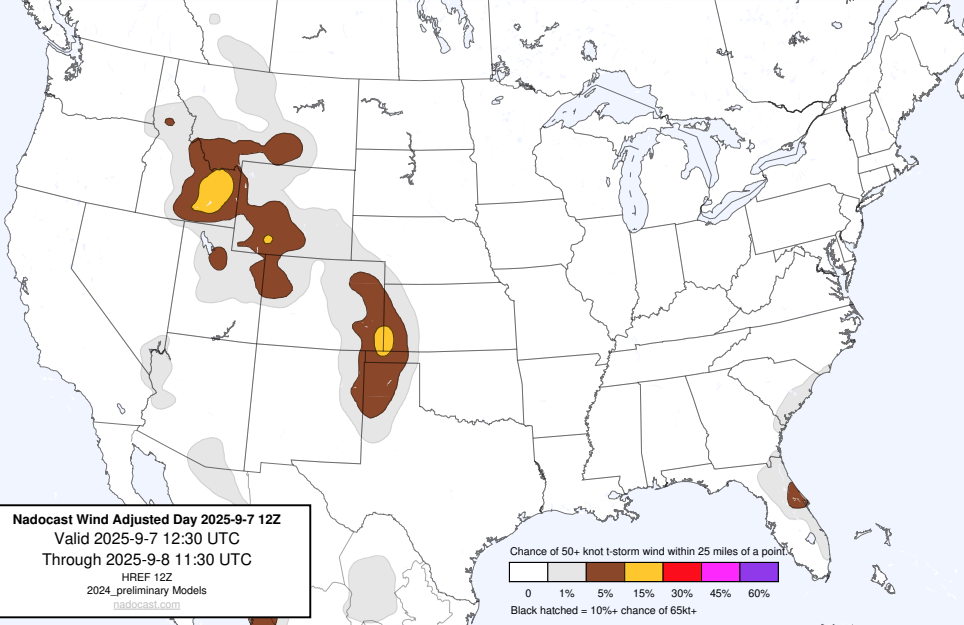 Nadocast Wind Adjusted Day 2025-9-7 12Z
Valid 2025-9-7 12:30 UTC
Through 2025-9-8 11:30 UTC
HREF 12Z
2024_preliminary Models
nadocast.com
Chance of 50+ knot t-storm wind within 25 miles of a point.
0 1% 5% 15% 30% 45% 60%
Black hatched = 10%+ chance of 65kt+